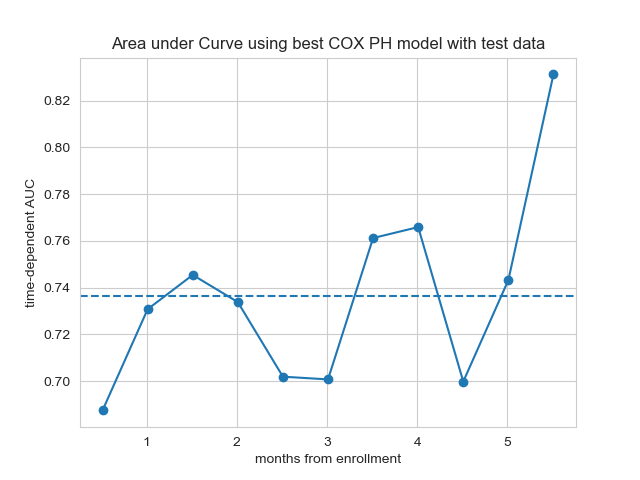 Area under Curve using best COX PH model with test data
time-dependent AUC
0.82
0.80
0.78
0.76
0.74
0.72
0.70
1 2 3 4 5
months from enrollment